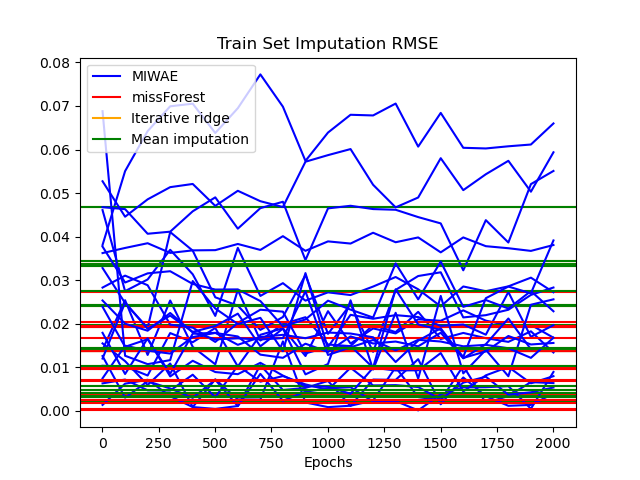 Train Set Imputation RMSE
0.08
0.07
0.06
0.05
0.04
0.03
0.02
0.01
0.00
MIWAE
missForest
Iterative ridge
Mean imputation
0 250 500 750 1000 1250 1500 1750 2000
Epochs